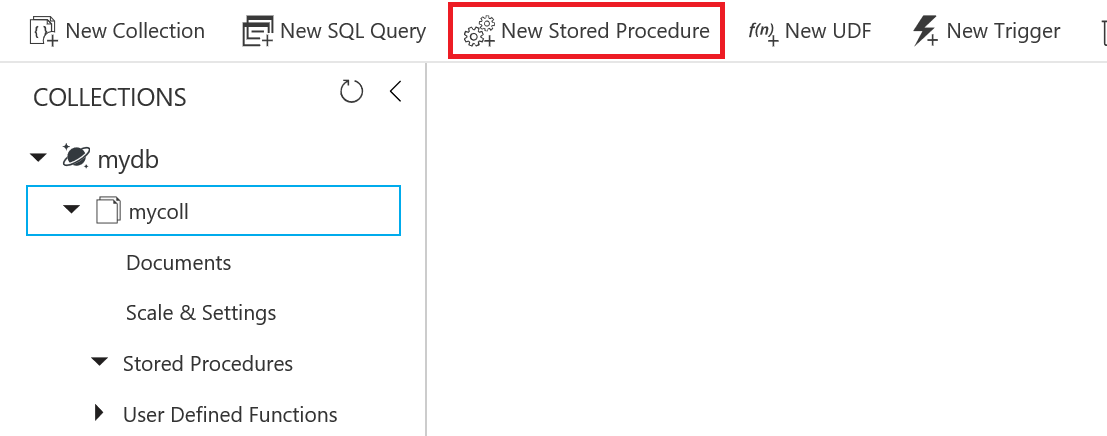 New Collection New SQL Query New Stored Procedure f(n) New UDF New Trigger
COLLECTIONS
mydb
mycoll
Documents
Scale & Settings
Stored Procedures
User Defined Functions